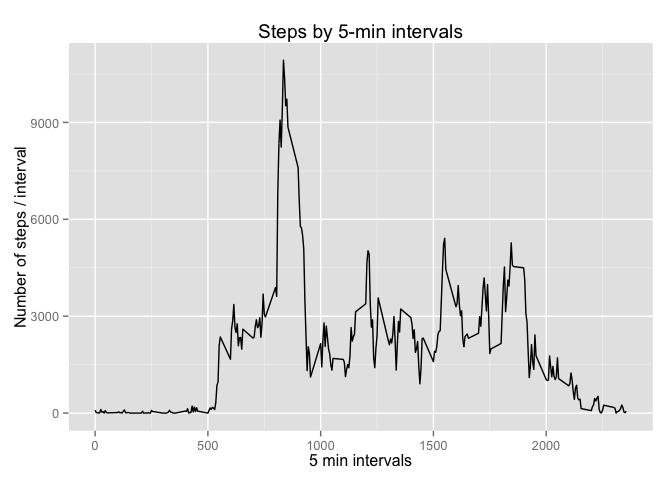 Steps by 5-min intervals
Number of steps / interval
9000
6000
3000
0
0 500 1000 1500 2000
5 min intervals